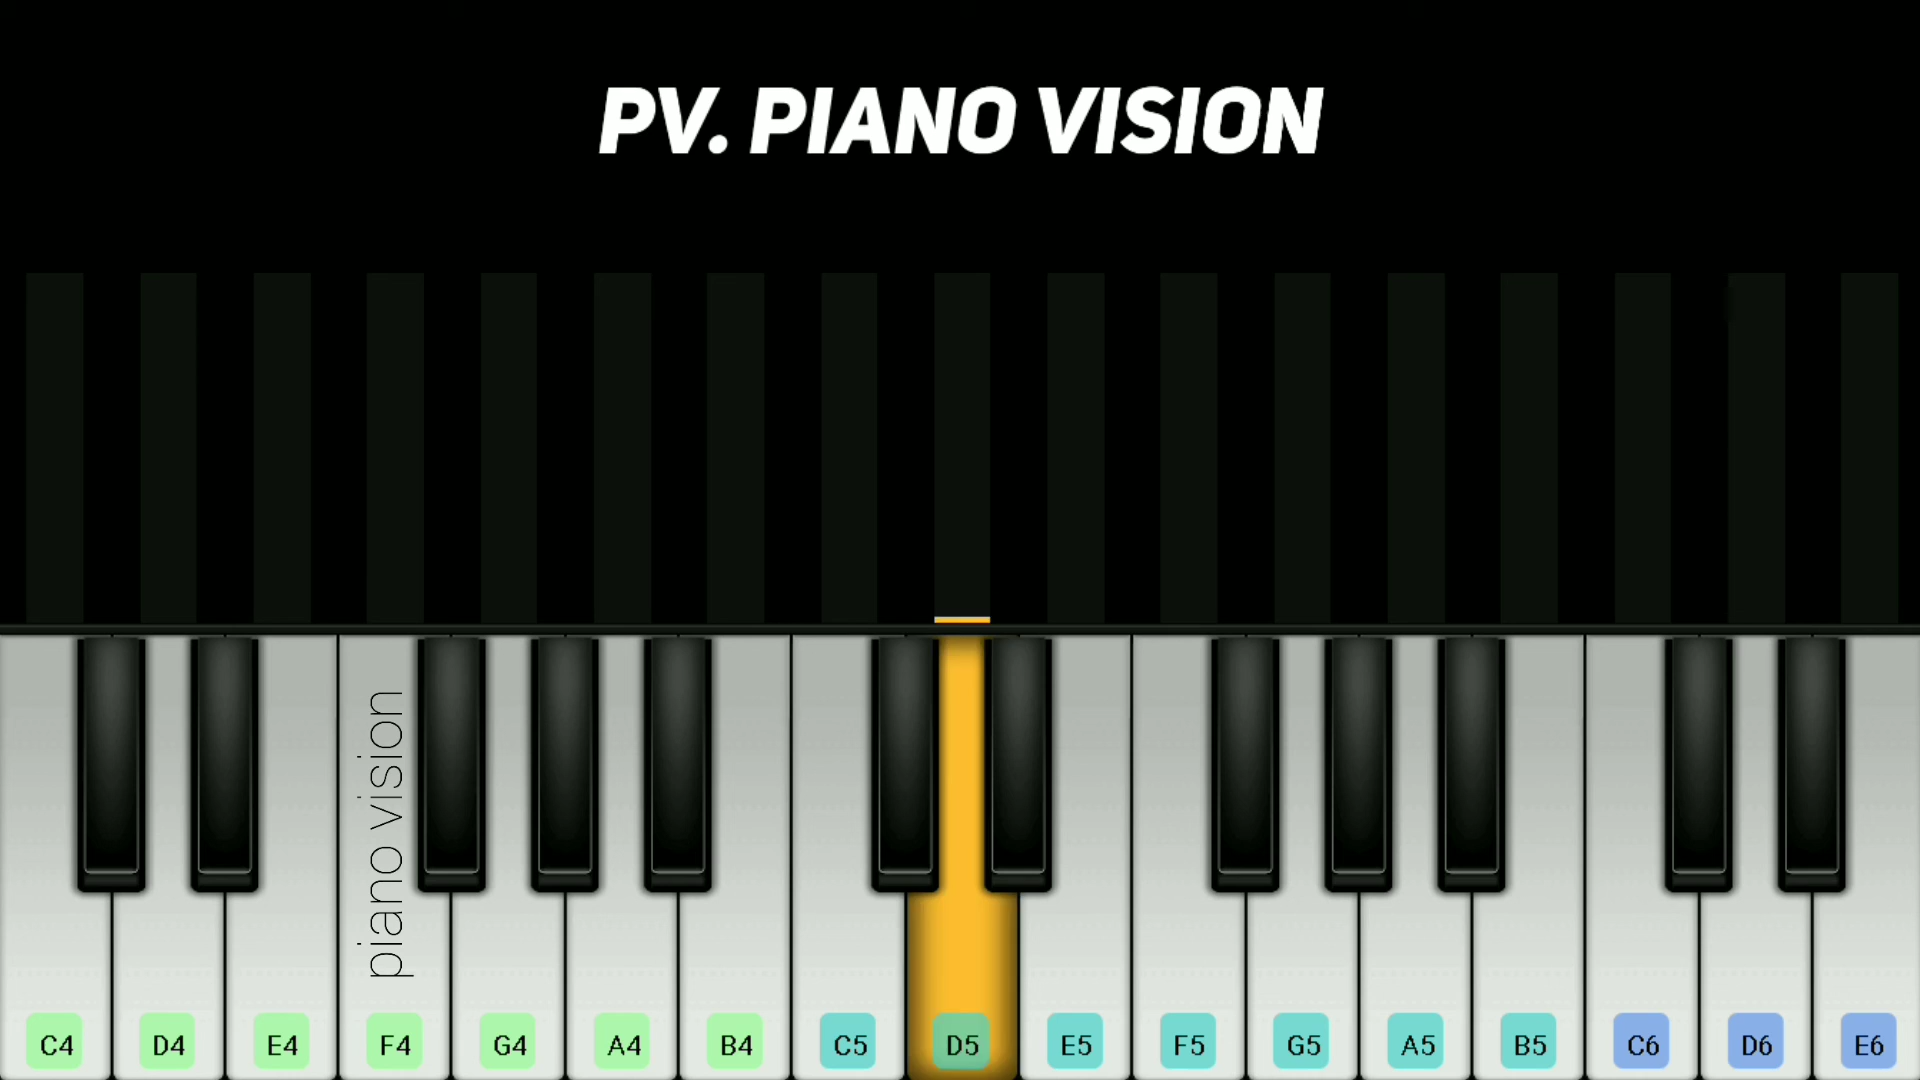 PV. PIANO VISION
piano vision
C4 D4 E4 F4 G4 A4 B4 C5 D5 E5 F5 G5 A5 B5 C6 D6 E6